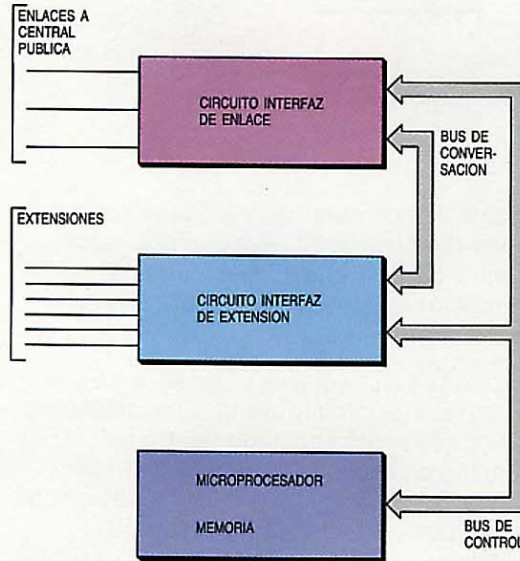 ENLACES A
CENTRAL
PUBLICA
CIRCUITO INTERFAZ
DE ENLACE
BUS DE
CONVER-
SACION
EXTENSIONES
CIRCUITO INTERFAZ
DE EXTENSION
MICROPROCESADOR
MEMORIA
BUS DE
CONTROL